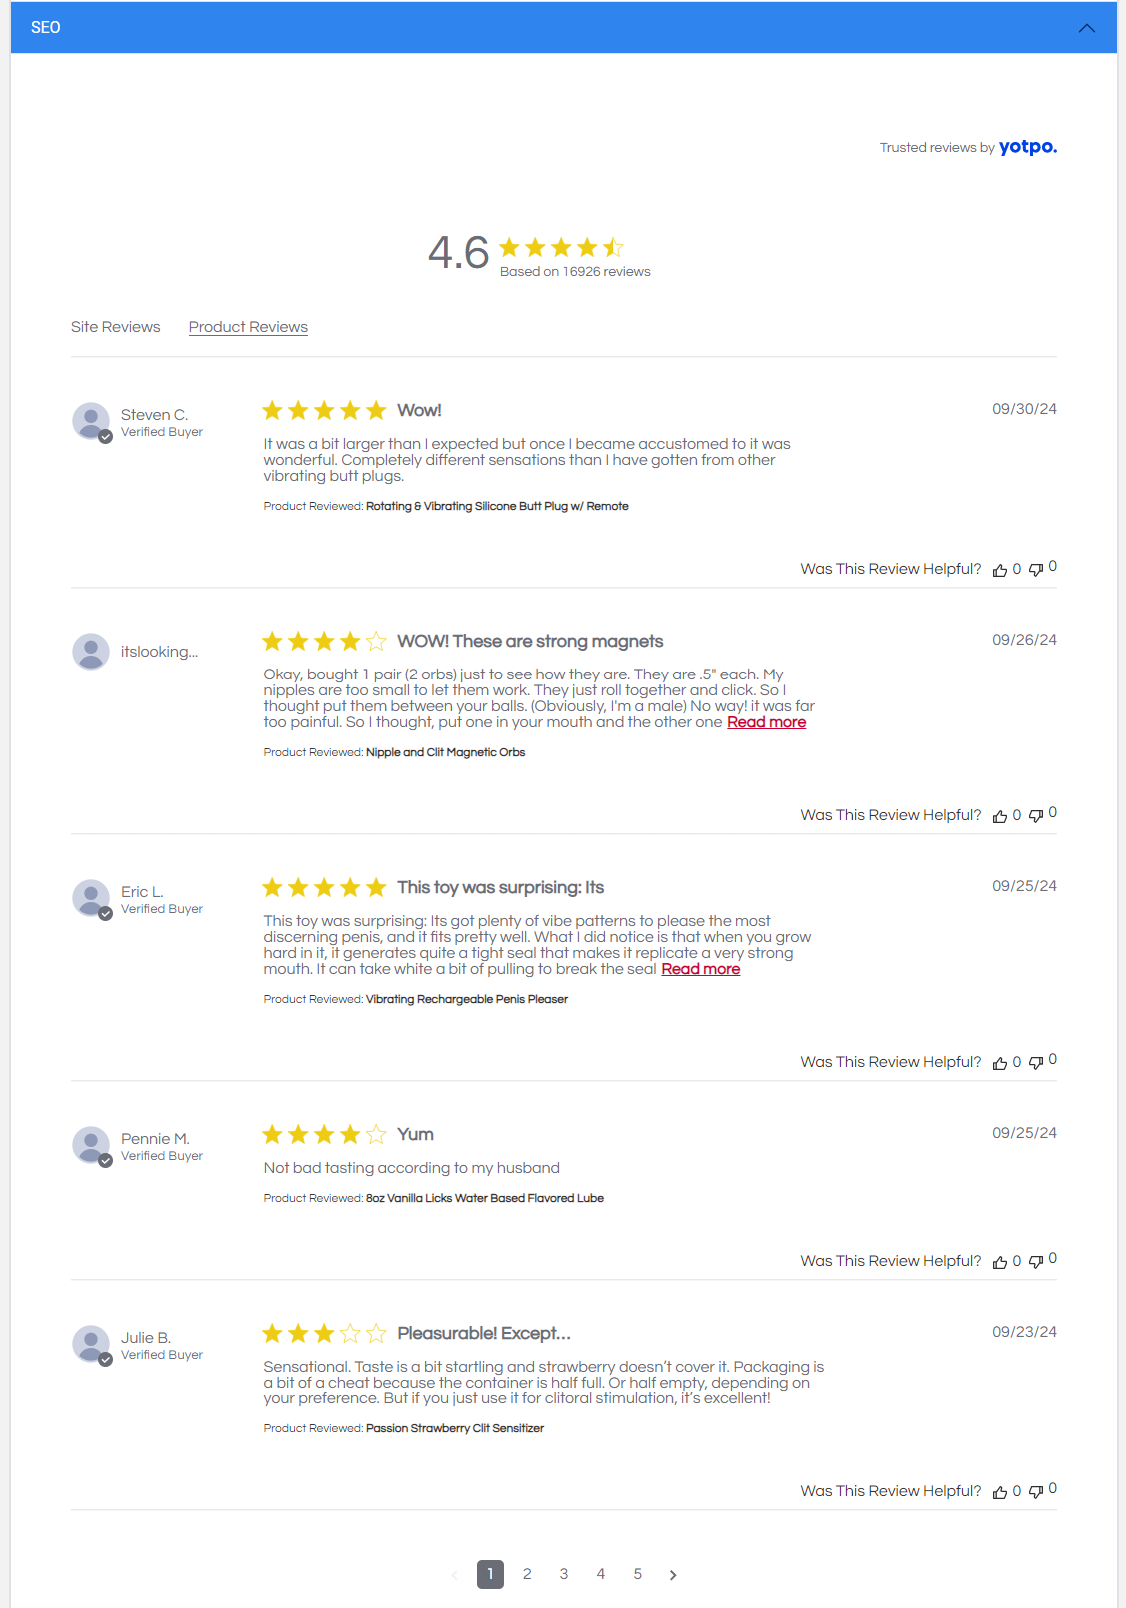 SEO
Trusted reviews by yotpo.
4.6
Based on 16926 reviews
Site Reviews Product Reviews
Steven C.
Verified Buyer
Wow!
09/30/24
It was a bit larger than I expected but once I became accustomed to it was
wonderful. Completely different sensations than I have gotten from other
vibrating butt plugs.
Product Reviewed: Rotating & Vibrating Silicone Butt Plug w/ Remote
Was This Review Helpful? 0 0
itslooking...
WOW! These are strong magnets
09/26/24
Okay, bought 1 pair (2 orbs) just to see how they are. They are .5" each. My
nipples are too small to let them work. They just roll together and click. So I
thought put them between your balls. (Obviously, I'm a male) No way! it was far
too painful. So I thought, put one in your mouth and the other one Read more
Product Reviewed: Nipple and Clit Magnetic Orbs
Was This Review Helpful? 0 0
Eric L.
Verified Buyer
This toy was surprising: Its
09/25/24
This toy was surprising: Its got plenty of vibe patterns to please the most
discerning penis, and it fits pretty well. What I did notice is that when you grow
hard in it, it generates quite a tight seal that makes it replicate a very strong
mouth. It can take white a bit of pulling to break the seal Read more
Product Reviewed: Vibrating Rechargeable Penis Pleaser
Was This Review Helpful? 0 0
Pennie M.
Verified Buyer
Yum
09/25/24
Not bad tasting according to my husband
Product Reviewed: 8oz Vanilla Licks Water Based Flavored Lube
Was This Review Helpful? 0 0
Julie B.
Verified Buyer
Pleasurable! Except...
09/23/24
Sensational. Taste is a bit startling and strawberry doesn't cover it. Packaging is
a bit of a cheat because the container is half full. Or half empty, depending on
your preference. But if you just use it for clitoral stimulation, it's excellent!
Product Reviewed: Passion Strawberry Clit Sensitizer
Was This Review Helpful? 0 0
1 2 3 4 5